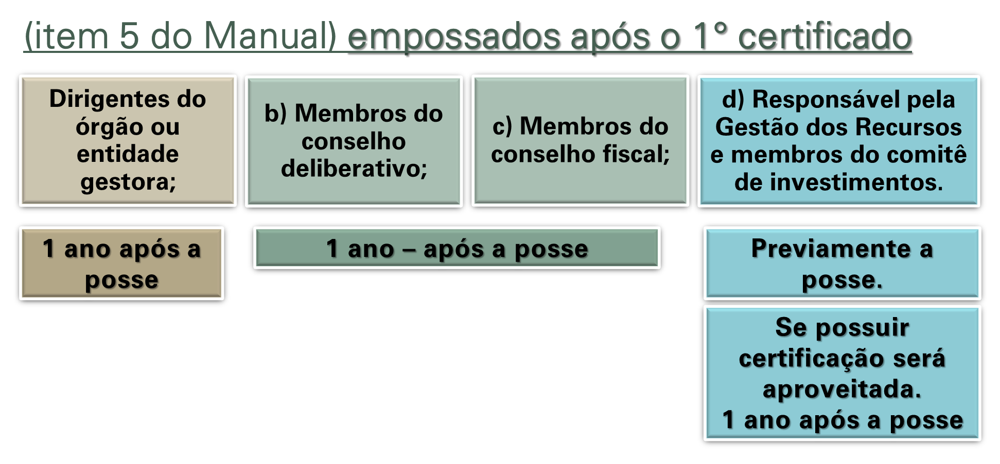 (item 5 do Manual) empossados após o 1° certificado
Dirigentes do
órgão ou
entidade
gestora;
b) Membros do
conselho
deliberativo;
c) Membros do
conselho fiscal;
d) Responsável pela
Gestão dos Recursos
e membros do comitê
de investimentos.
1 ano após a
posse
1 ano – após a posse
Previamente a
posse.
Se possuir
certificação será
aproveitada.
1 ano após a posse